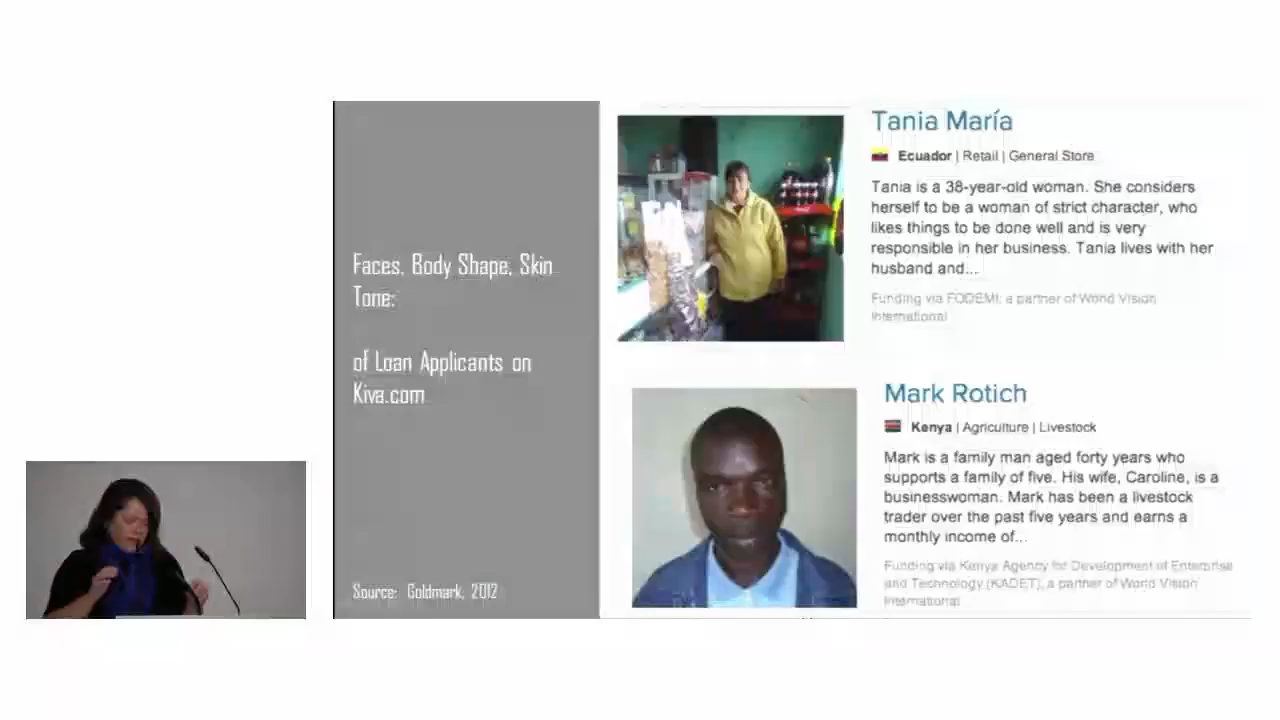 Faces, Body Shape, Skin
Tone:
of Loan Applicants on
Kiva.com
Source: Goldmark, 2012
Tania María
Ecuador | Retail | General Store
Tania is a 38-year-old woman. She considers
herself to be a woman of strict character, who
likes things to be done well and is very
responsible in her business. Tania lives with her
husband and...
Funding via FODEMI, a partner of World Vision
International
Mark Rotich
Kenya | Agriculture | Livestock
Mark is a family man aged forty years who
supports a family of five. His wife, Caroline, is a
businesswoman. Mark has been a livestock
trader over the past five years and earns a
monthly income of...
Funding via Kenya Agency for Development of Enterprise
and Technology (KADET), a partner of World Vision
International